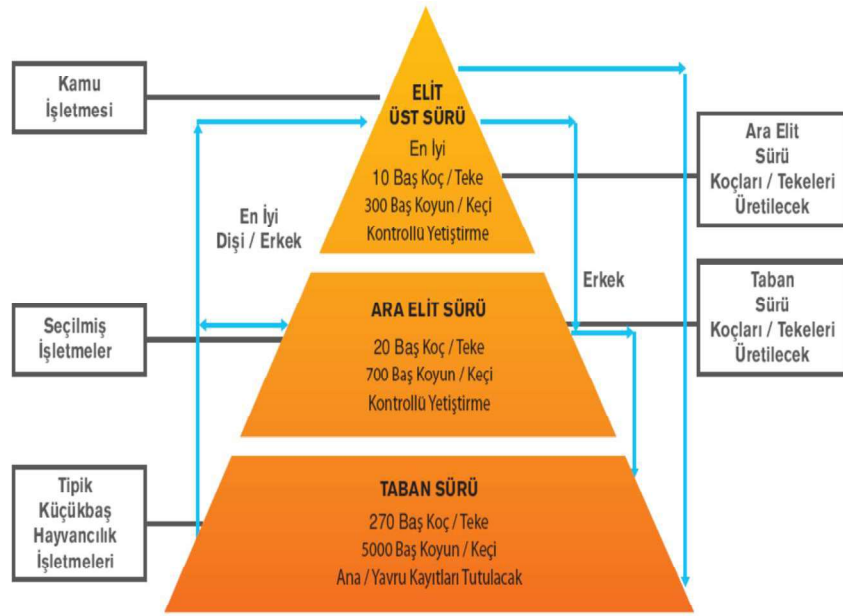 Kamu
İşletmesi
ELİT
ÜST SÜRÜ
En İyi
10 Baş Koç / Teke
300 Baş Koyun / Keçi
Kontrollü Yetiştirme
Ara Elit
Sürü
Koçları / Tekeleri
Üretilecek
En İyi
Dişi / Erkek
Erkek
Seçilmiş
İşletmeler
ARA ELİT SÜRÜ
20 Baş Koç / Teke
700 Baş Koyun / Keçi
Kontrollü Yetiştirme
Taban
Sürü
Koçları / Tekeleri
Üretilecek
Tipik
Küçükbaş
Hayvancılık
İşletmeleri
TABAN SÜRÜ
270 Baş Koç / Teke
5000 Baş Koyun / Keçi
Ana / Yavru Kayıtları Tutulacak